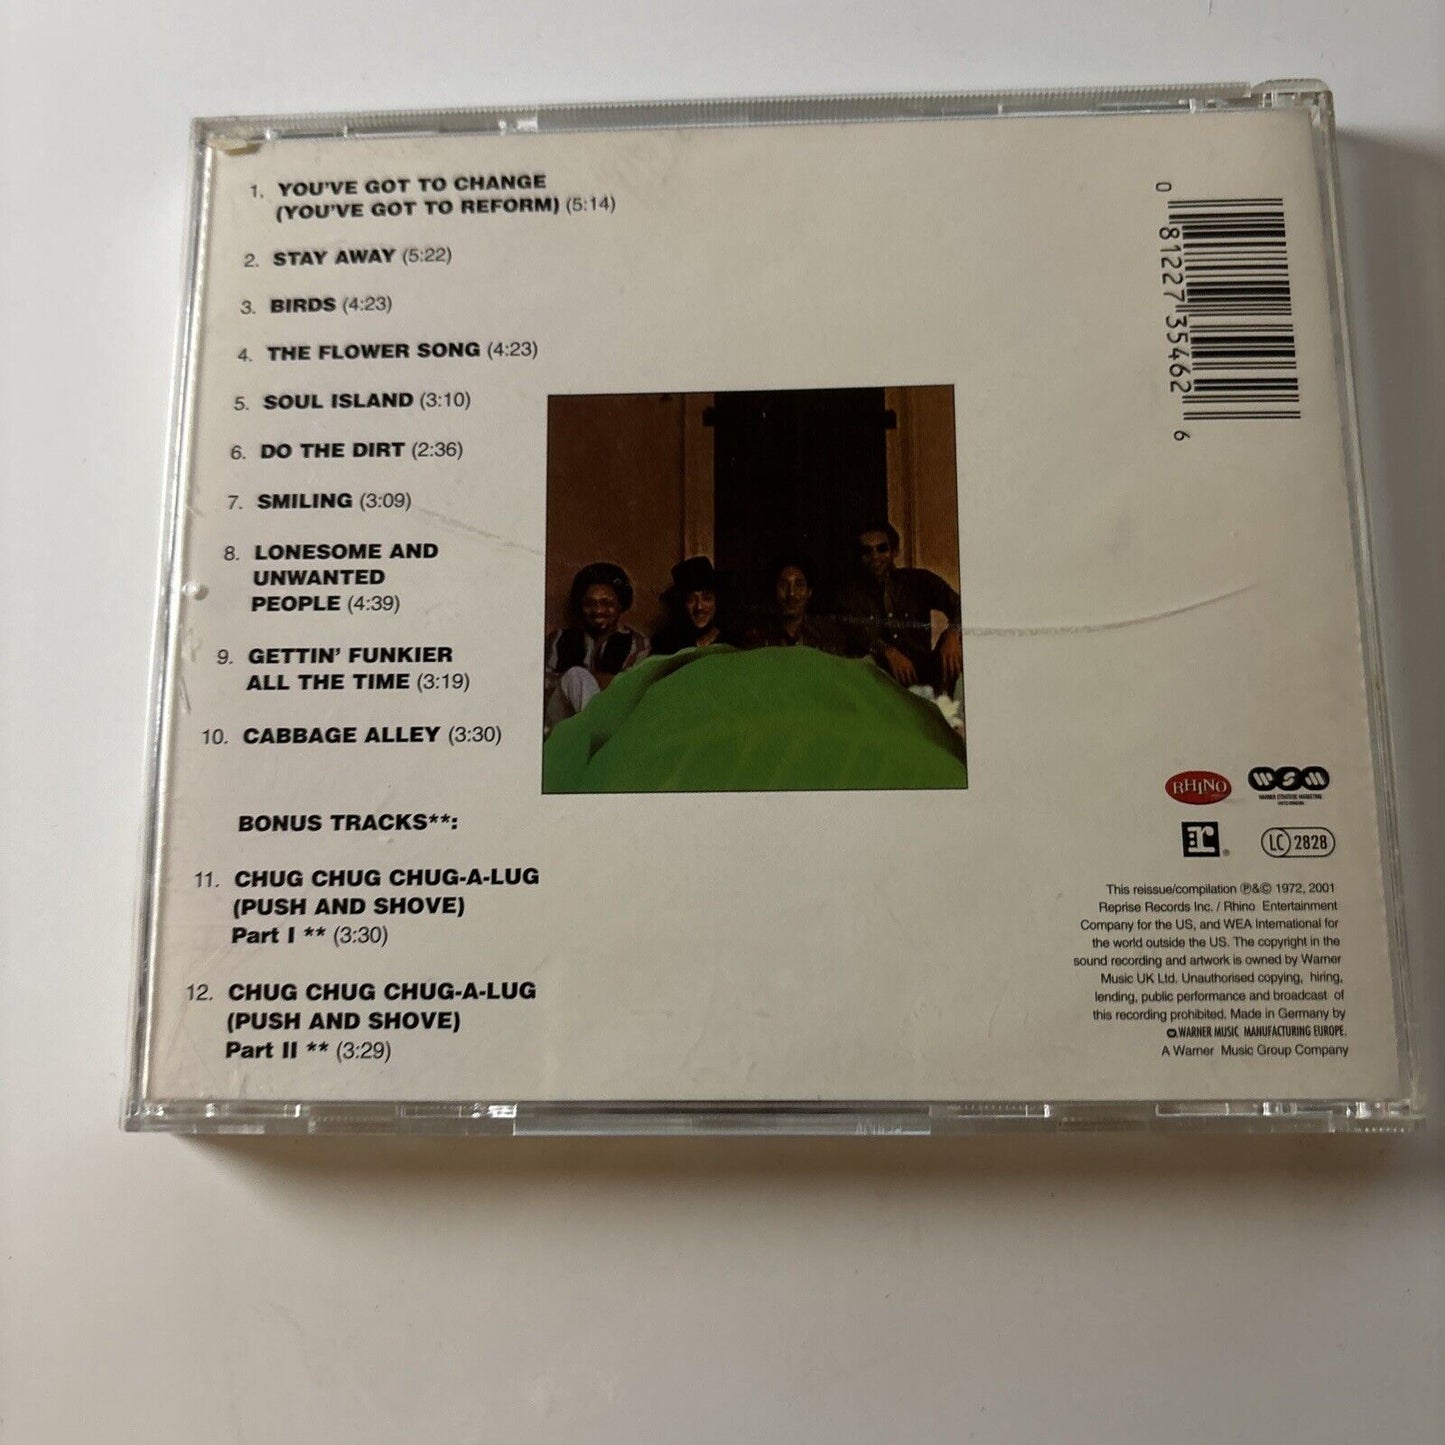 1. YOU'VE GOT TO CHANGE
(YOU'VE GOT TO REFORM) (5:14)
2. STAY AWAY (5:22)
3. BIRDS (4:23)
4. THE FLOWER SONG (4:23)
5. SOUL ISLAND (3:10)
6. DO THE DIRT (2:36)
7. SMILING (3:09)
8. LONESOME AND
UNWANTED
PEOPLE (4:39)
9. GETTIN' FUNKIER
ALL THE TIME (3:19)
10. CABBAGE ALLEY (3:30)
BONUS TRACKS**:
11. CHUG CHUG CHUG-A-LUG
(PUSH AND SHOVE)
Part I ** (3:30)
12. CHUG CHUG CHUG-A-LUG
(PUSH AND SHOVE)
Part II ** (3:29)
0 81227 35462 6
RHINO
WSM
WARNER STRATEGIC MARKETING
UNITED KINGDOM
r ®
LC 2828
This reissue/compilation ℗&© 1972, 2001
Reprise Records Inc. / Rhino Entertainment
Company for the US, and WEA International for
the world outside the US. The copyright in the
sound recording and artwork is owned by Warner
Music UK Ltd. Unauthorised copying, hiring,
lending, public performance and broadcast of
this recording prohibited. Made in Germany by
WARNER MUSIC MANUFACTURING EUROPE.
A Warner Music Group Company